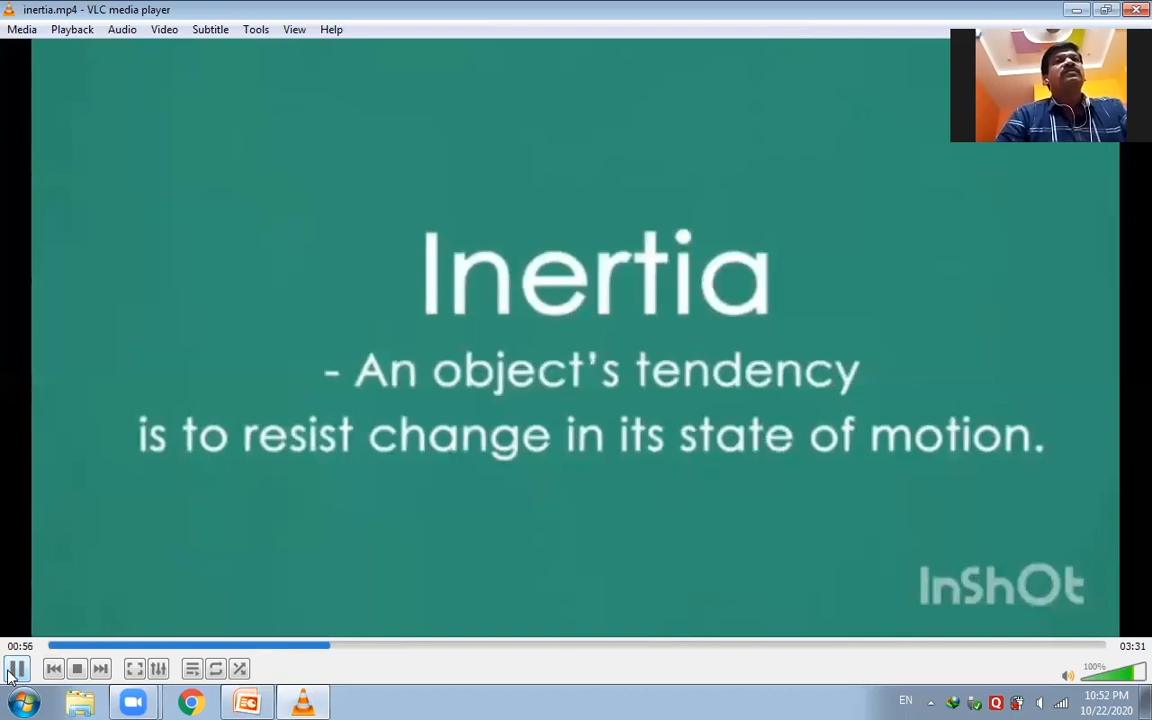 inertia.mp4 - VLC media player
Media Playback Audio Video Subtitle Tools View Help
Inertia
- An object's tendency
is to resist change in its state of motion.
InShOt
00:56
03:31
100%
EN
10:52 PM
10/22/2020